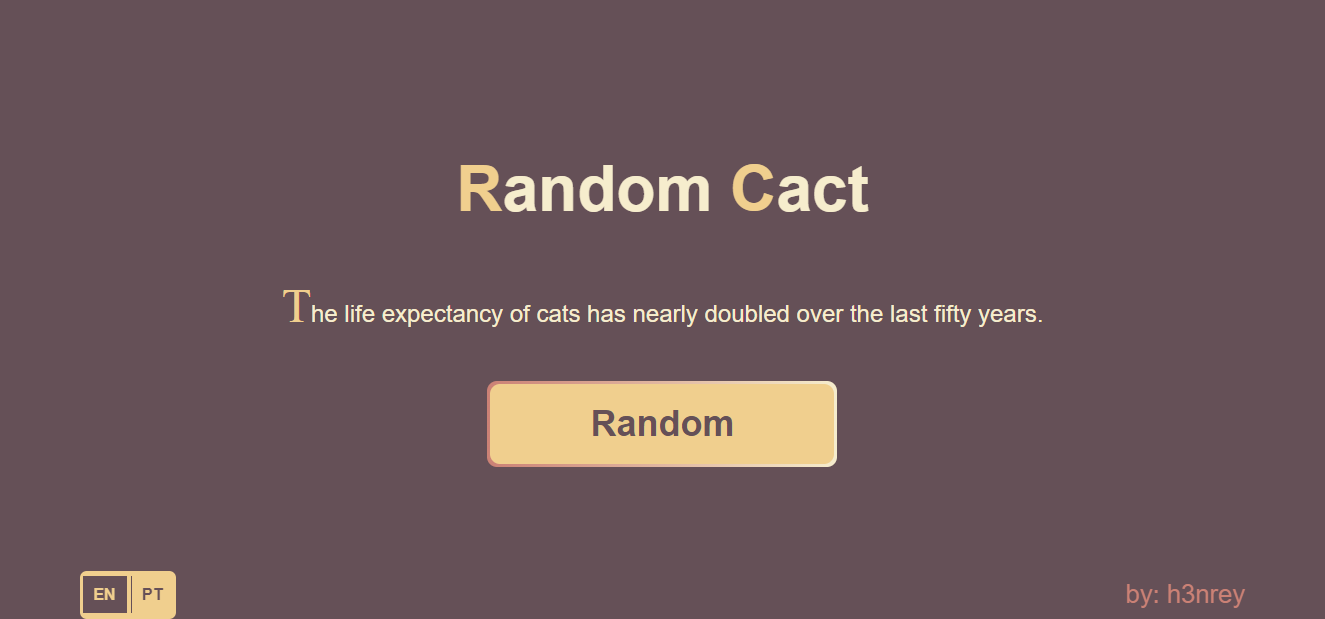 Random Cact
The life expectancy of cats has nearly doubled over the last fifty years.
Random
EN PT
by: h3nrey